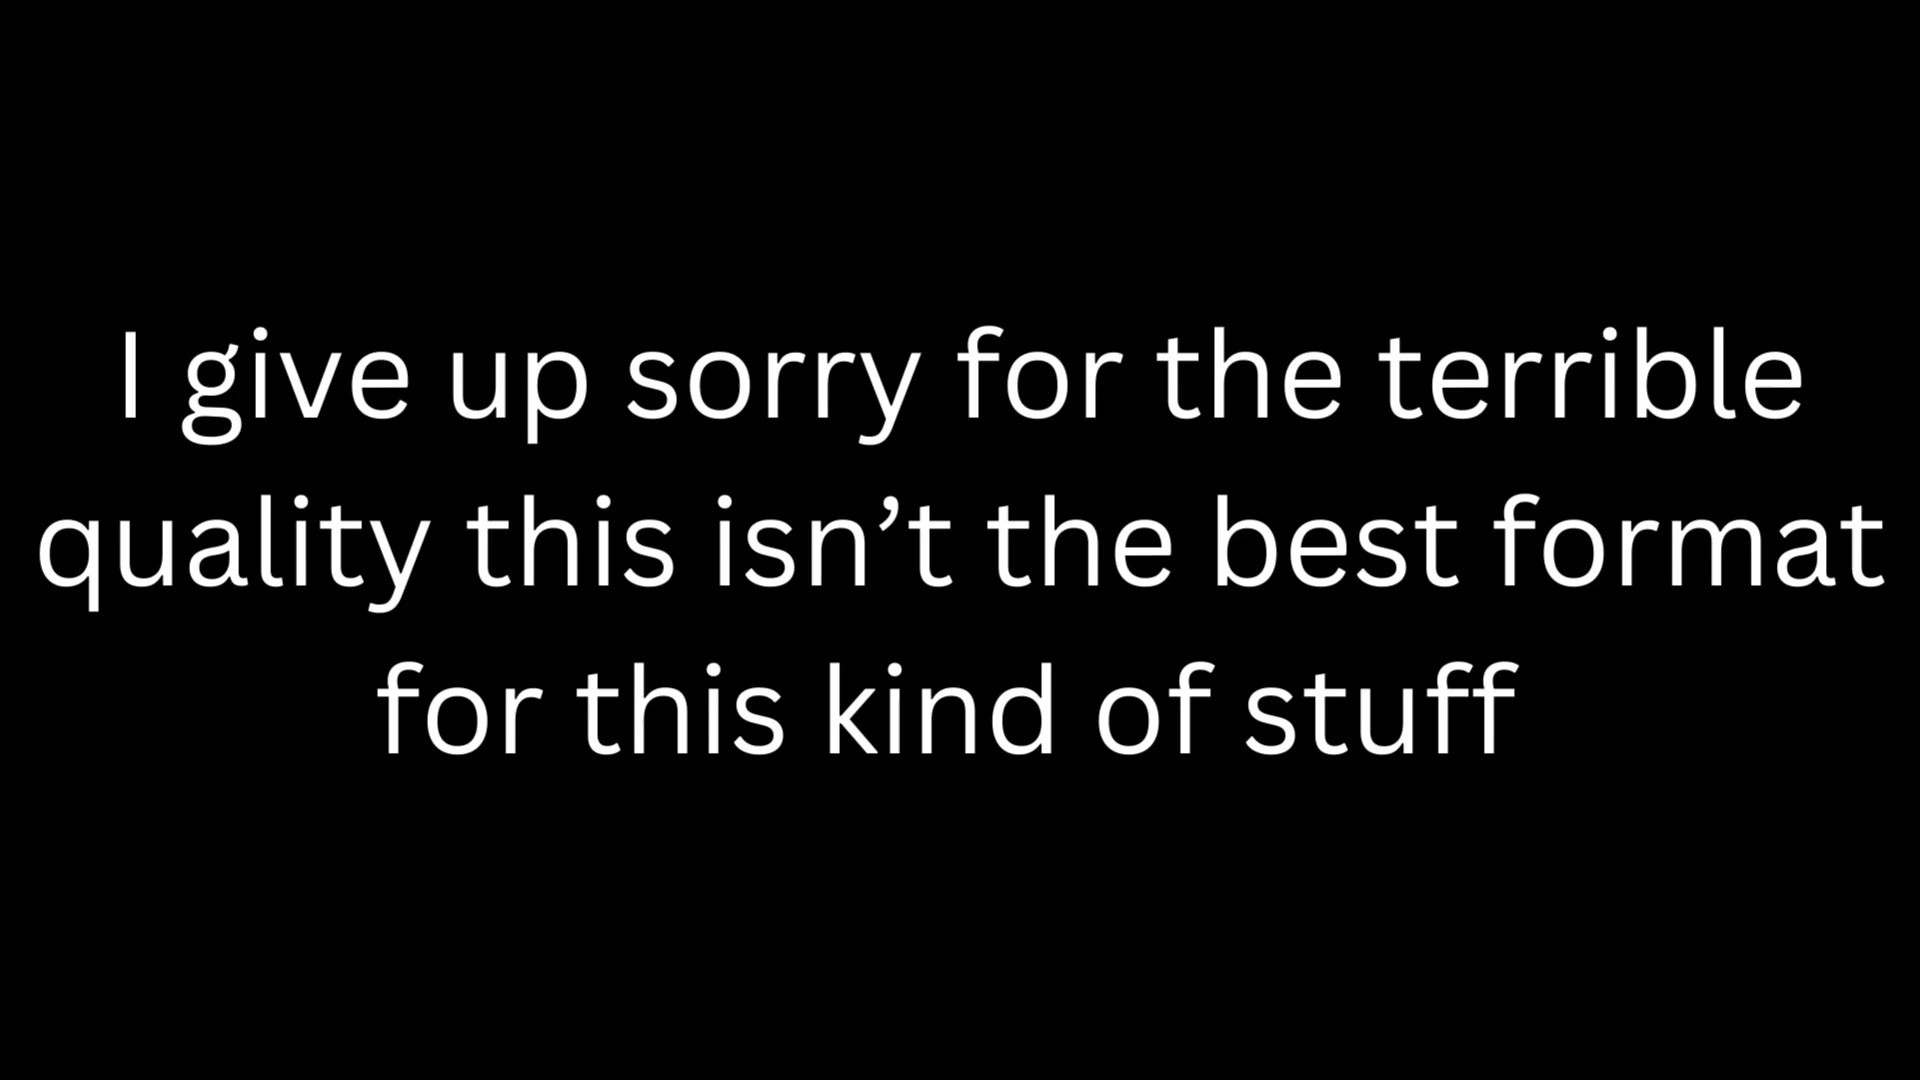 I give up sorry for the terrible
quality this isn’t the best format
for this kind of stuff